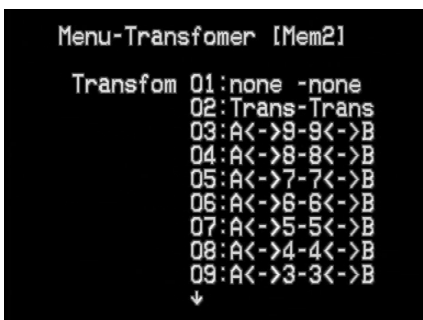 Menu-Transfomer [Mem2]
Transfom 01:none -none
02:Trans-Trans
03:A<->9-9<->B
04:A<->8-8<->B
05:A<->7-7<->B
06:A<->6-6<->B
07:A<->5-5<->B
08:A<->4-4<->B
09:A<->3-3<->B
↓